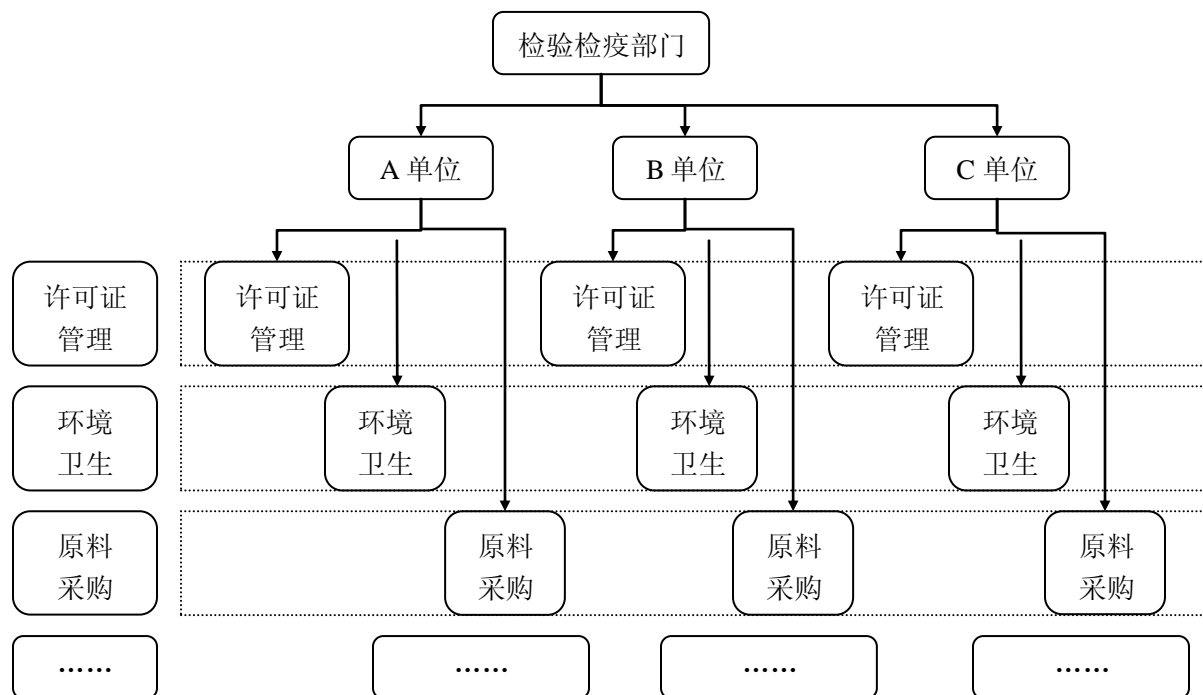 检验检疫部门
A 单位
B 单位
C 单位
许可证
管理
许可证
管理
许可证
管理
许可证
管理
环境
卫生
环境
卫生
环境
卫生
环境
卫生
原料
采购
原料
采购
原料
采购
原料
采购
……
……
……
……